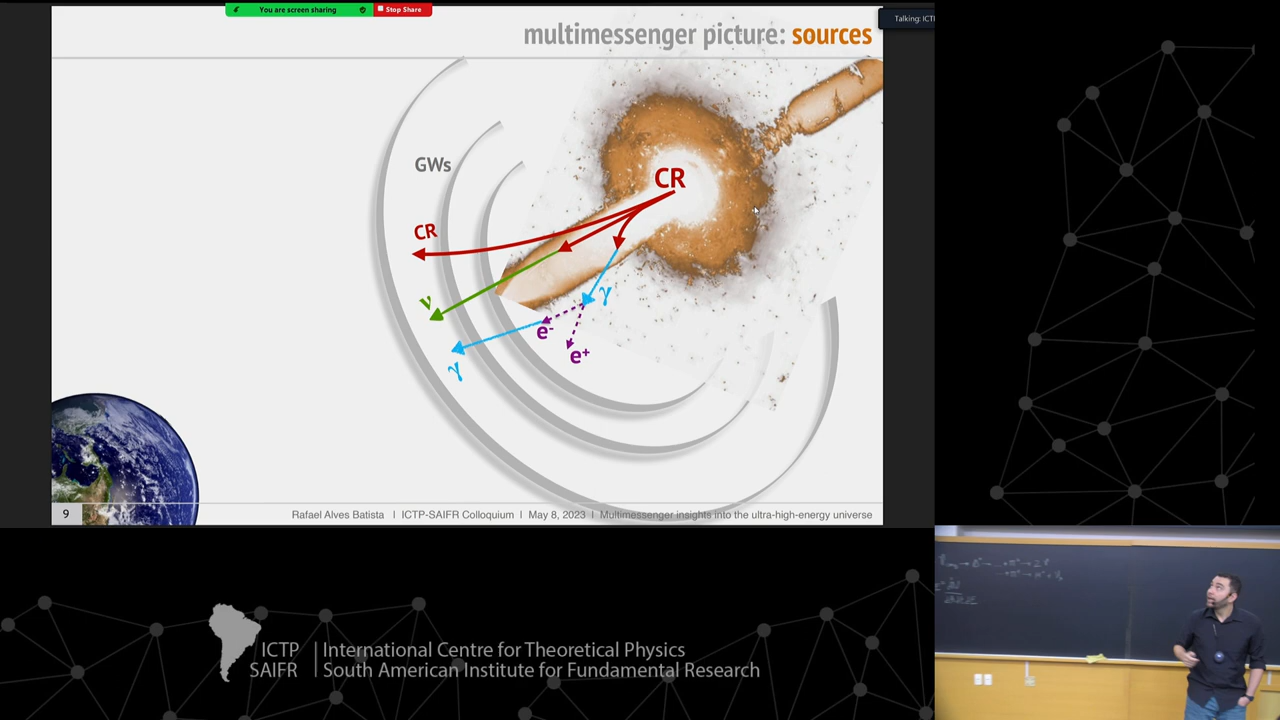 You are screen sharing
Stop Share
Talking: ICTI
multimessenger picture: sources
GWs
CR
CR
ν
γ
e-
e+
γ
9
Rafael Alves Batista | ICTP-SAIFR Colloquium | May 8, 2023 | Multimessenger insights into the ultra-high-energy universe
ICTP
SAIFR
International Centre for Theoretical Physics
South American Institute for Fundamental Research